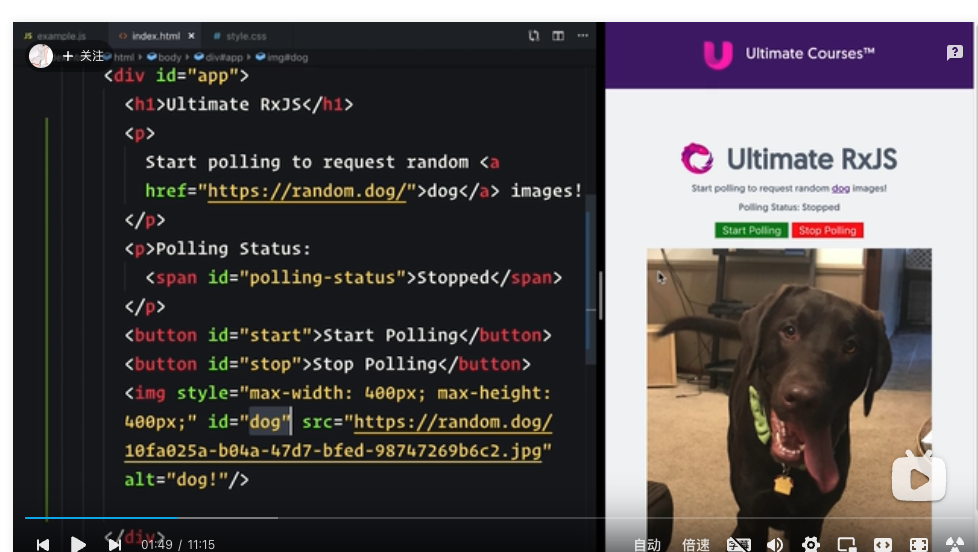 JS example.js
<> index.html ×
# style.css
关注
html > body > div#app > img#dog
<div id="app">
<h1>Ultimate RxJS</h1>
<p>
Start polling to request random <a
href="https://random.dog/">dog</a> images!
</p>
<p>Polling Status:
<span id="polling-status">Stopped</span>
</p>
<button id="start">Start Polling</button>
<button id="stop">Stop Polling</button>
<img style="max-width: 400px; max-height:
400px;" id="dog" src="https://random.dog/
10fa025a-b04a-47d7-bfed-98747269b6c2.jpg"
alt="dog!"/>
</div>
Ultimate Courses™
Ultimate RxJS
Start polling to request random dog images!
Polling Status: Stopped
Start Polling
Stop Polling
01:49 / 11:15
自动
倍速
字幕